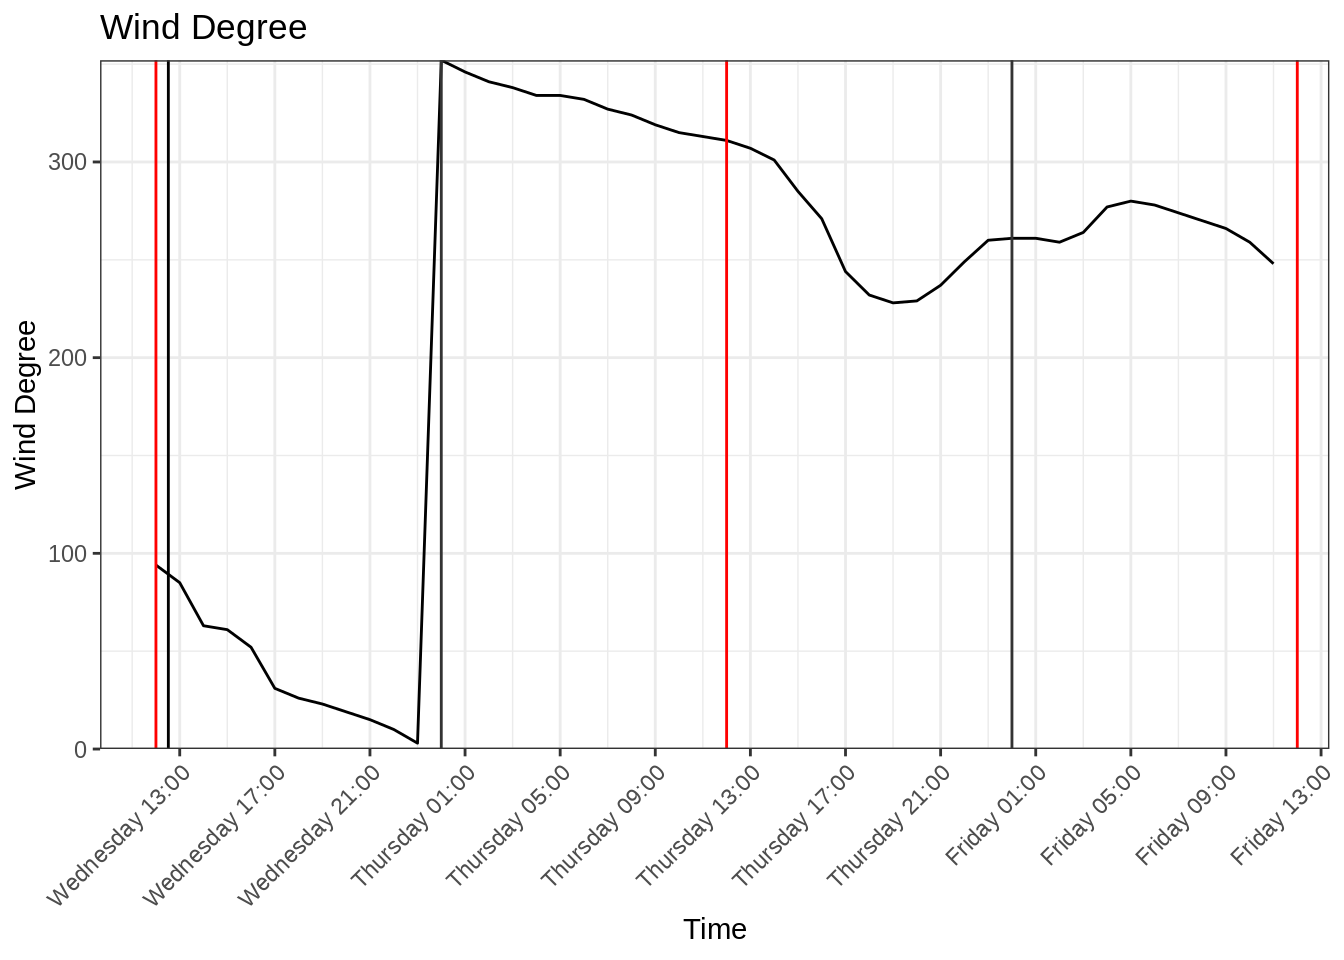 Wind Degree
Wind Degree
300
200
100
0
Wednesday 13:00
Wednesday 17:00
Wednesday 21:00
Thursday 01:00
Thursday 05:00
Thursday 09:00
Thursday 13:00
Thursday 17:00
Thursday 21:00
Friday 01:00
Friday 05:00
Friday 09:00
Friday 13:00
Time